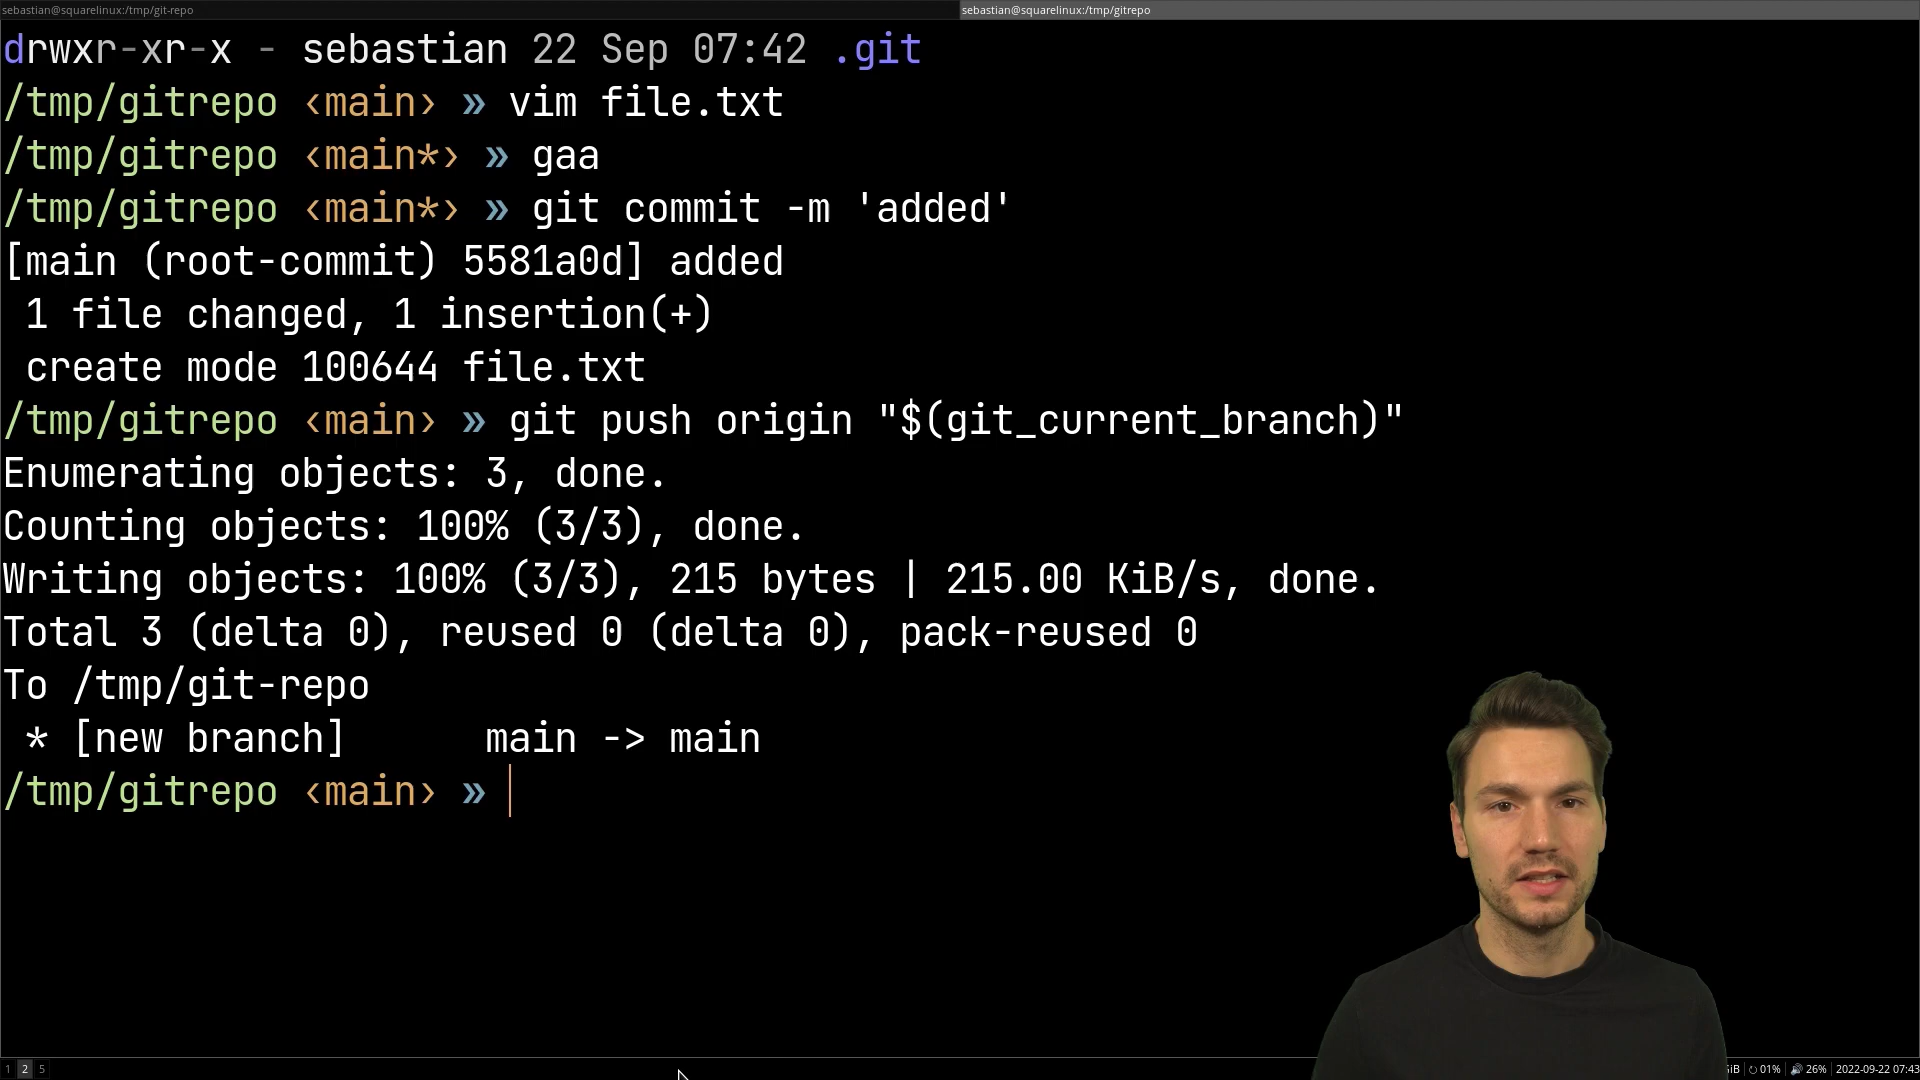 sebastian@squarelinux:/tmp/git-repo
sebastian@squarelinux:/tmp/gitrepo
drwxr-xr-x - sebastian 22 Sep 07:42 .git
/tmp/gitrepo ‹main› » vim file.txt
/tmp/gitrepo ‹main*› » gaa
/tmp/gitrepo ‹main*› » git commit -m 'added'
[main (root-commit) 5581a0d] added
1 file changed, 1 insertion(+)
create mode 100644 file.txt
/tmp/gitrepo ‹main› » git push origin "$(git_current_branch)"
Enumerating objects: 3, done.
Counting objects: 100% (3/3), done.
Writing objects: 100% (3/3), 215 bytes | 215.00 KiB/s, done.
Total 3 (delta 0), reused 0 (delta 0), pack-reused 0
To /tmp/git-repo
* [new branch] main -> main
/tmp/gitrepo ‹main› »
1 2 5
01% 26% 2022-09-22 07:43